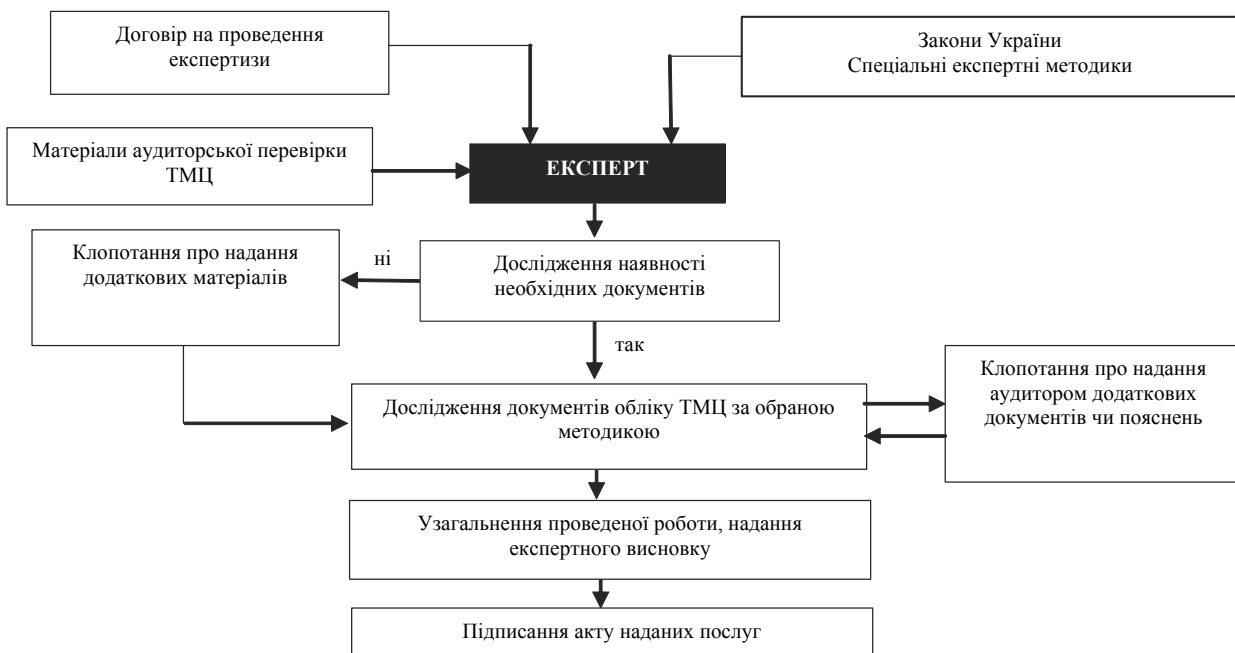 Договір на проведення
експертизи
Закони України
Спеціальні експертні методики
Матеріали аудиторської перевірки
ТМЦ
ЕКСПЕРТ
Клопотання про надання
додаткових матеріалів
ні
Дослідження наявності
необхідних документів
так
Дослідження документів обліку ТМЦ за обраною
методикою
Клопотання про надання
аудитором додаткових
документів чи пояснень
Узагальнення проведеної роботи, надання
експертного висновку
Підписання акту наданих послуг